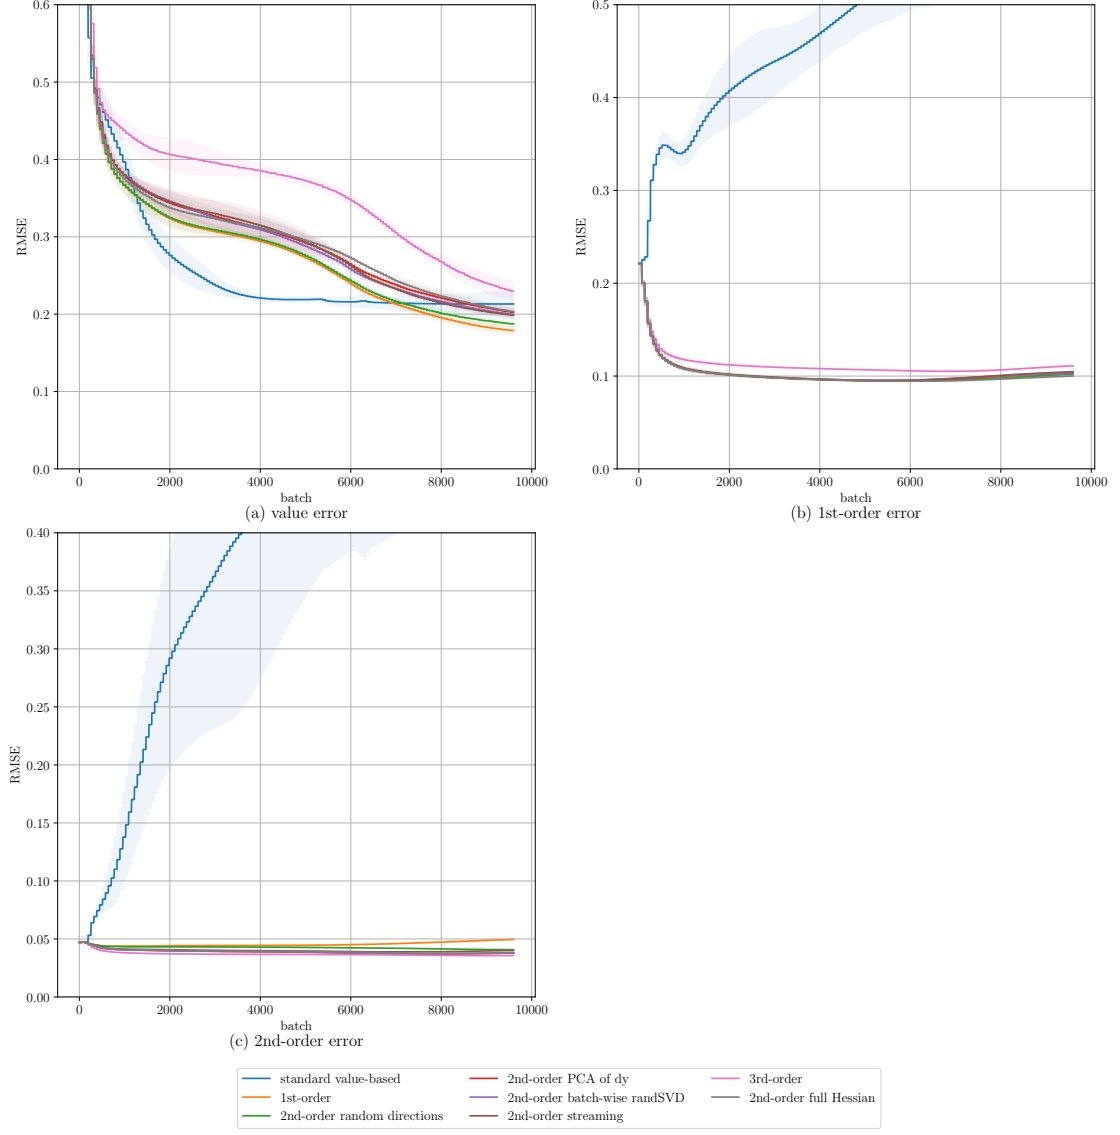 0.6
0.5
0.4
0.3
0.2
0.1
0.0
RMSE
0 2000 4000 6000 8000 10000
batch
(a) value error
0.5
0.4
0.3
0.2
0.1
0.0
RMSE
0 2000 4000 6000 8000 10000
batch
(b) 1st-order error
0.40
0.35
0.30
0.25
0.20
0.15
0.10
0.05
0.00
RMSE
0 2000 4000 6000 8000 10000
batch
(c) 2nd-order error
standard value-based
1st-order
2nd-order random directions
2nd-order PCA of dy
2nd-order batch-wise randSVD
2nd-order streaming
3rd-order
2nd-order full Hessian